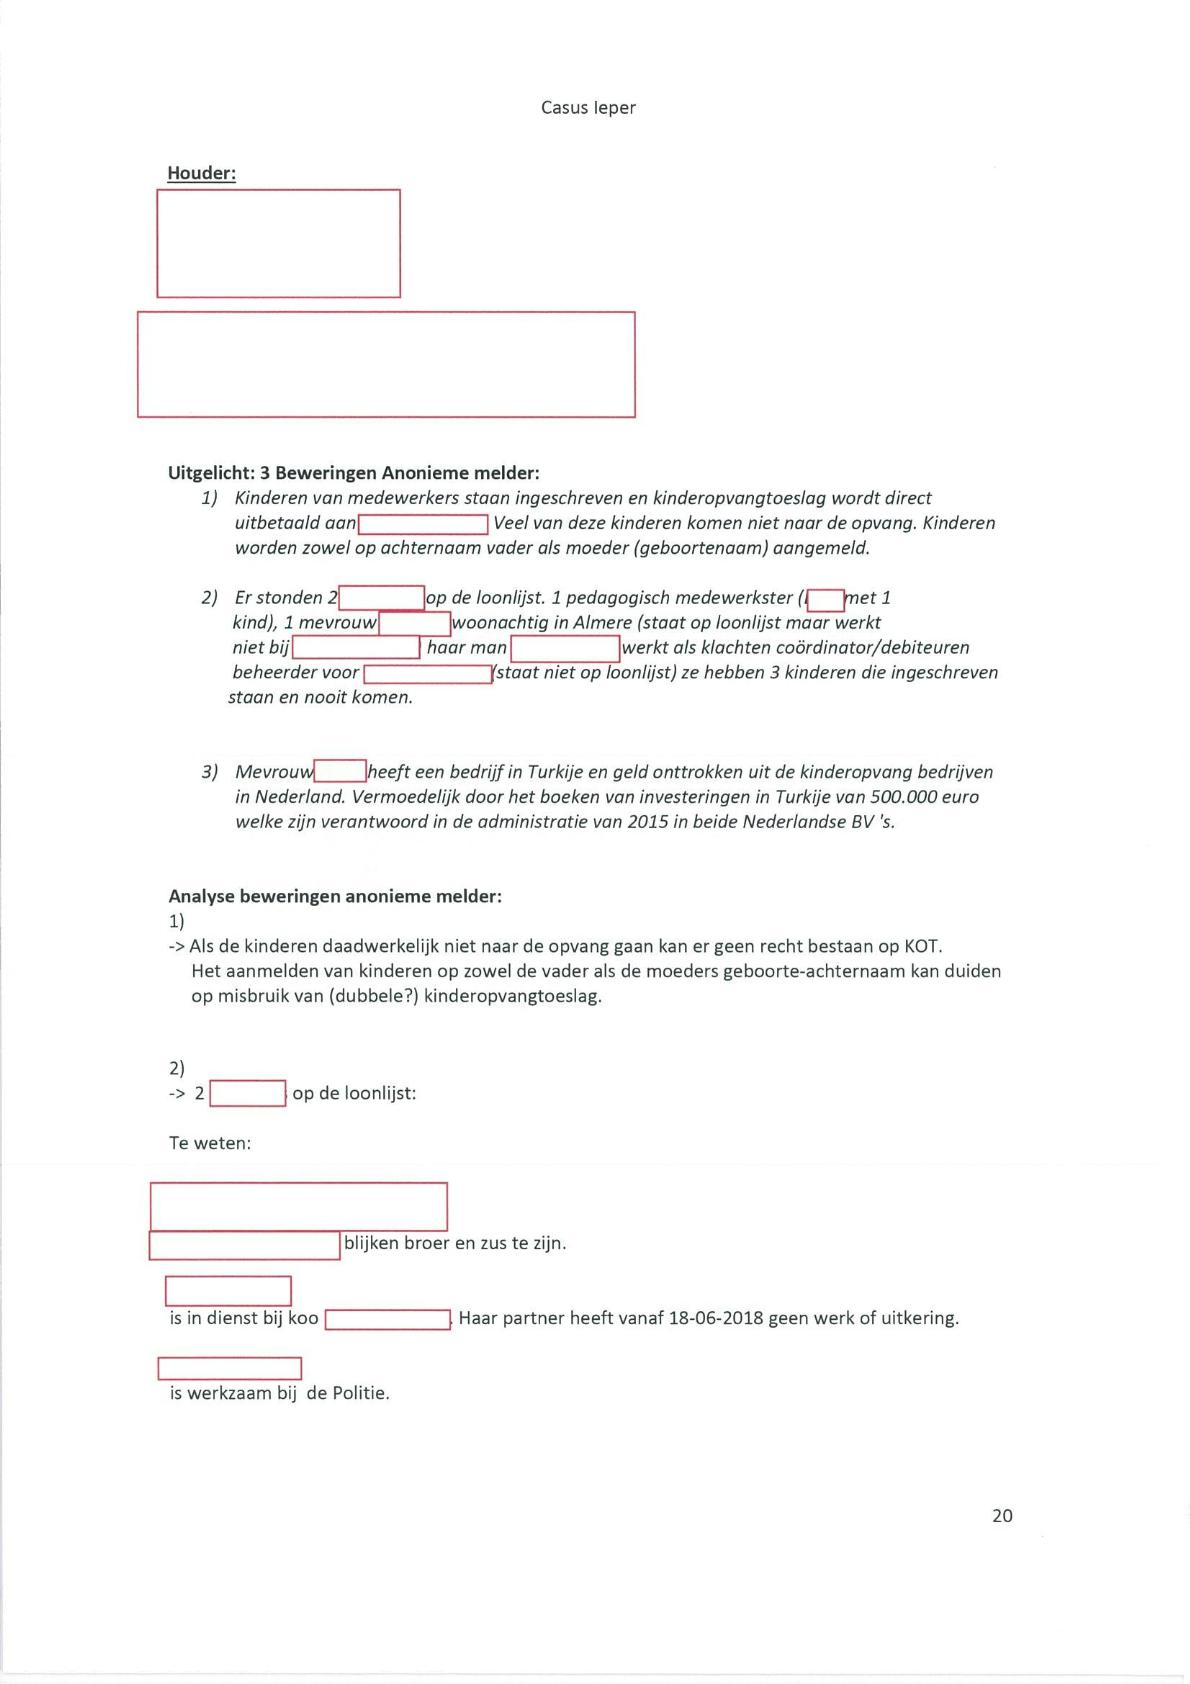 Casus Ieper
Houder:
Uitgelicht: 3 Beweringen Anonieme melder:
1) Kinderen van medewerkers staan ingeschreven en kinderopvangtoeslag wordt direct
uitbetaald aan Veel van deze kinderen komen niet naar de opvang. Kinderen
worden zowel op achternaam vader als moeder (geboortenaam) aangemeld.
2) Er stonden 2 op de loonlijst. 1 pedagogisch medewerkster ( met 1
kind), 1 mevrouw woonachtig in Almere (staat op loonlijst maar werkt
niet bij haar man werkt als klachten coördinator/debiteuren
beheerder voor (staat niet op loonlijst) ze hebben 3 kinderen die ingeschreven
staan en nooit komen.
3) Mevrouw heeft een bedrijf in Turkije en geld onttrokken uit de kinderopvang bedrijven
in Nederland. Vermoedelijk door het boeken van investeringen in Turkije van 500.000 euro
welke zijn verantwoord in de administratie van 2015 in beide Nederlandse BV 's.
Analyse beweringen anonieme melder:
1)
-> Als de kinderen daadwerkelijk niet naar de opvang gaan kan er geen recht bestaan op KOT.
Het aanmelden van kinderen op zowel de vader als de moeders geboorte-achternaam kan duiden
op misbruik van (dubbele?) kinderopvangtoeslag.
2)
-> 2 op de loonlijst:
Te weten:
blijken broer en zus te zijn.
is in dienst bij koo . Haar partner heeft vanaf 18-06-2018 geen werk of uitkering.
is werkzaam bij de Politie.
20